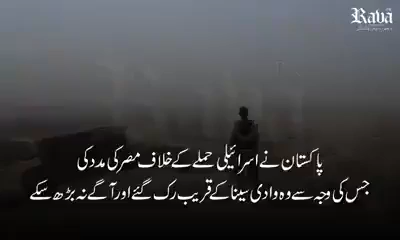 Ravā
پاکستان نے اسرائیلی حملے کے خلاف مصر کی مدد کی
جس کی وجہ سے وہ وادی سینا کے قریب رک گئے اور آگے نہ بڑھ سکے